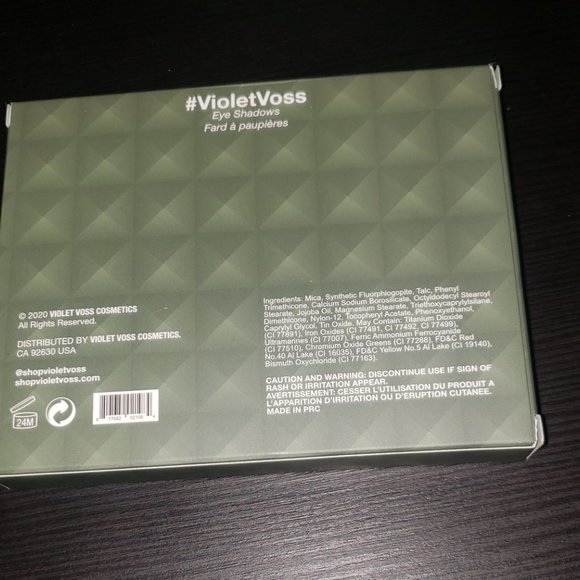 #VioletVoss
Eye Shadows
Fard à paupières
Ingredients: Mica, Synthetic Fluorphlogopite, Talc, Phenyl
Trimethicone, Calcium Sodium Borosilicate, Octyldodecyl Stearoyl
Stearate, Jojoba Oil, Magnesium Stearate, Triethoxycaprylylsilane,
Dimethicone, Nylon-12, Tocopheryl Acetate, Phenoxyethanol,
Caprylyl Glycol, Tin Oxide. May Contain: Titanium Dioxide
(CI 77891), Iron Oxides (CI 77491, CI 77492, CI 77499),
Ultramarines (CI 77007), Ferric Ammonium Ferrocyanide
(CI 77510), Chromium Oxide Greens (CI 77288), FD&C Red
No.40 Al Lake (CI 16035), FD&C Yellow No.5 Al Lake (CI 19140),
Bismuth Oxychloride (CI 77163).
© 2020 VIOLET VOSS COSMETICS
All Rights Reserved.
DISTRIBUTED BY VIOLET VOSS COSMETICS.
CA 92630 USA
@shopvioletvoss
shopvioletvoss.com
24M
CAUTION AND WARNING: DISCONTINUE USE IF SIGN OF
RASH OR IRRITATION APPEAR.
AVERTISSEMENT: CESSER L'UTILISATION DU PRODUIT A
L'APPARITION D'IRRITATION OU D'ERUPTION CUTANEE.
MADE IN PRC